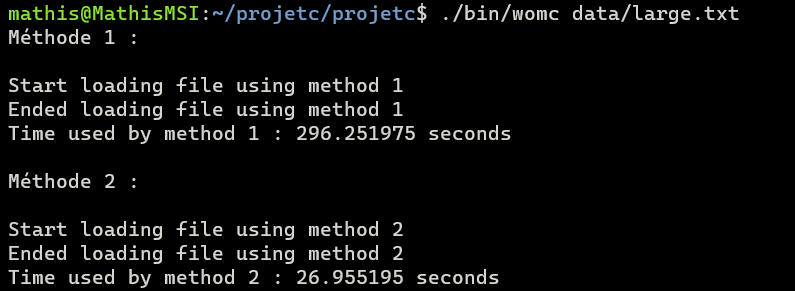 mathis@MathisMSI:~/projetc/projetc$ ./bin/womc data/large.txt
Méthode 1 :
Start loading file using method 1
Ended loading file using method 1
Time used by method 1 : 296.251975 seconds
Méthode 2 :
Start loading file using method 2
Ended loading file using method 2
Time used by method 2 : 26.955195 seconds